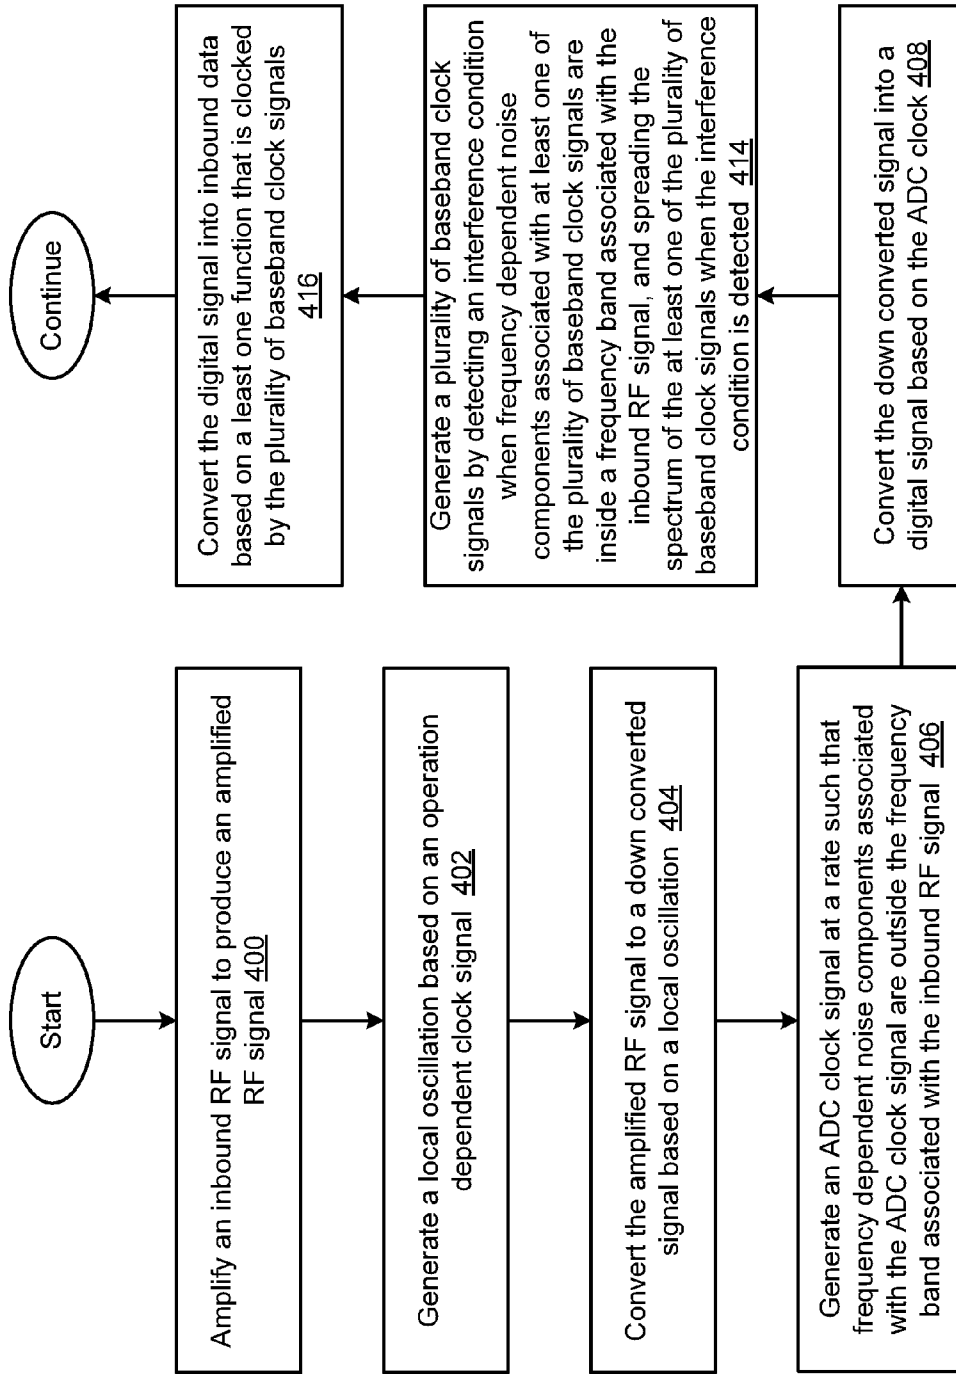 Start
Amplify an inbound RF signal to produce an amplified
RF signal 400
Generate a local oscillation based on an operation
dependent clock signal 402
Convert the amplified RF signal to a down converted
signal based on a local oscillation 404
Generate an ADC clock signal at a rate such that
frequency dependent noise components associated
with the ADC clock signal are outside the frequency
band associated with the inbound RF signal 406
Convert the down converted signal into a
digital signal based on the ADC clock 408
Generate a plurality of baseband clock
signals by detecting an interference condition
when frequency dependent noise
components associated with at least one of
the plurality of baseband clock signals are
inside a frequency band associated with the
inbound RF signal, and spreading the
spectrum of the at least one of the plurality of
baseband clock signals when the interference
condition is detected 414
Convert the digital signal into inbound data
based on a least one function that is clocked
by the plurality of baseband clock signals
416
Continue